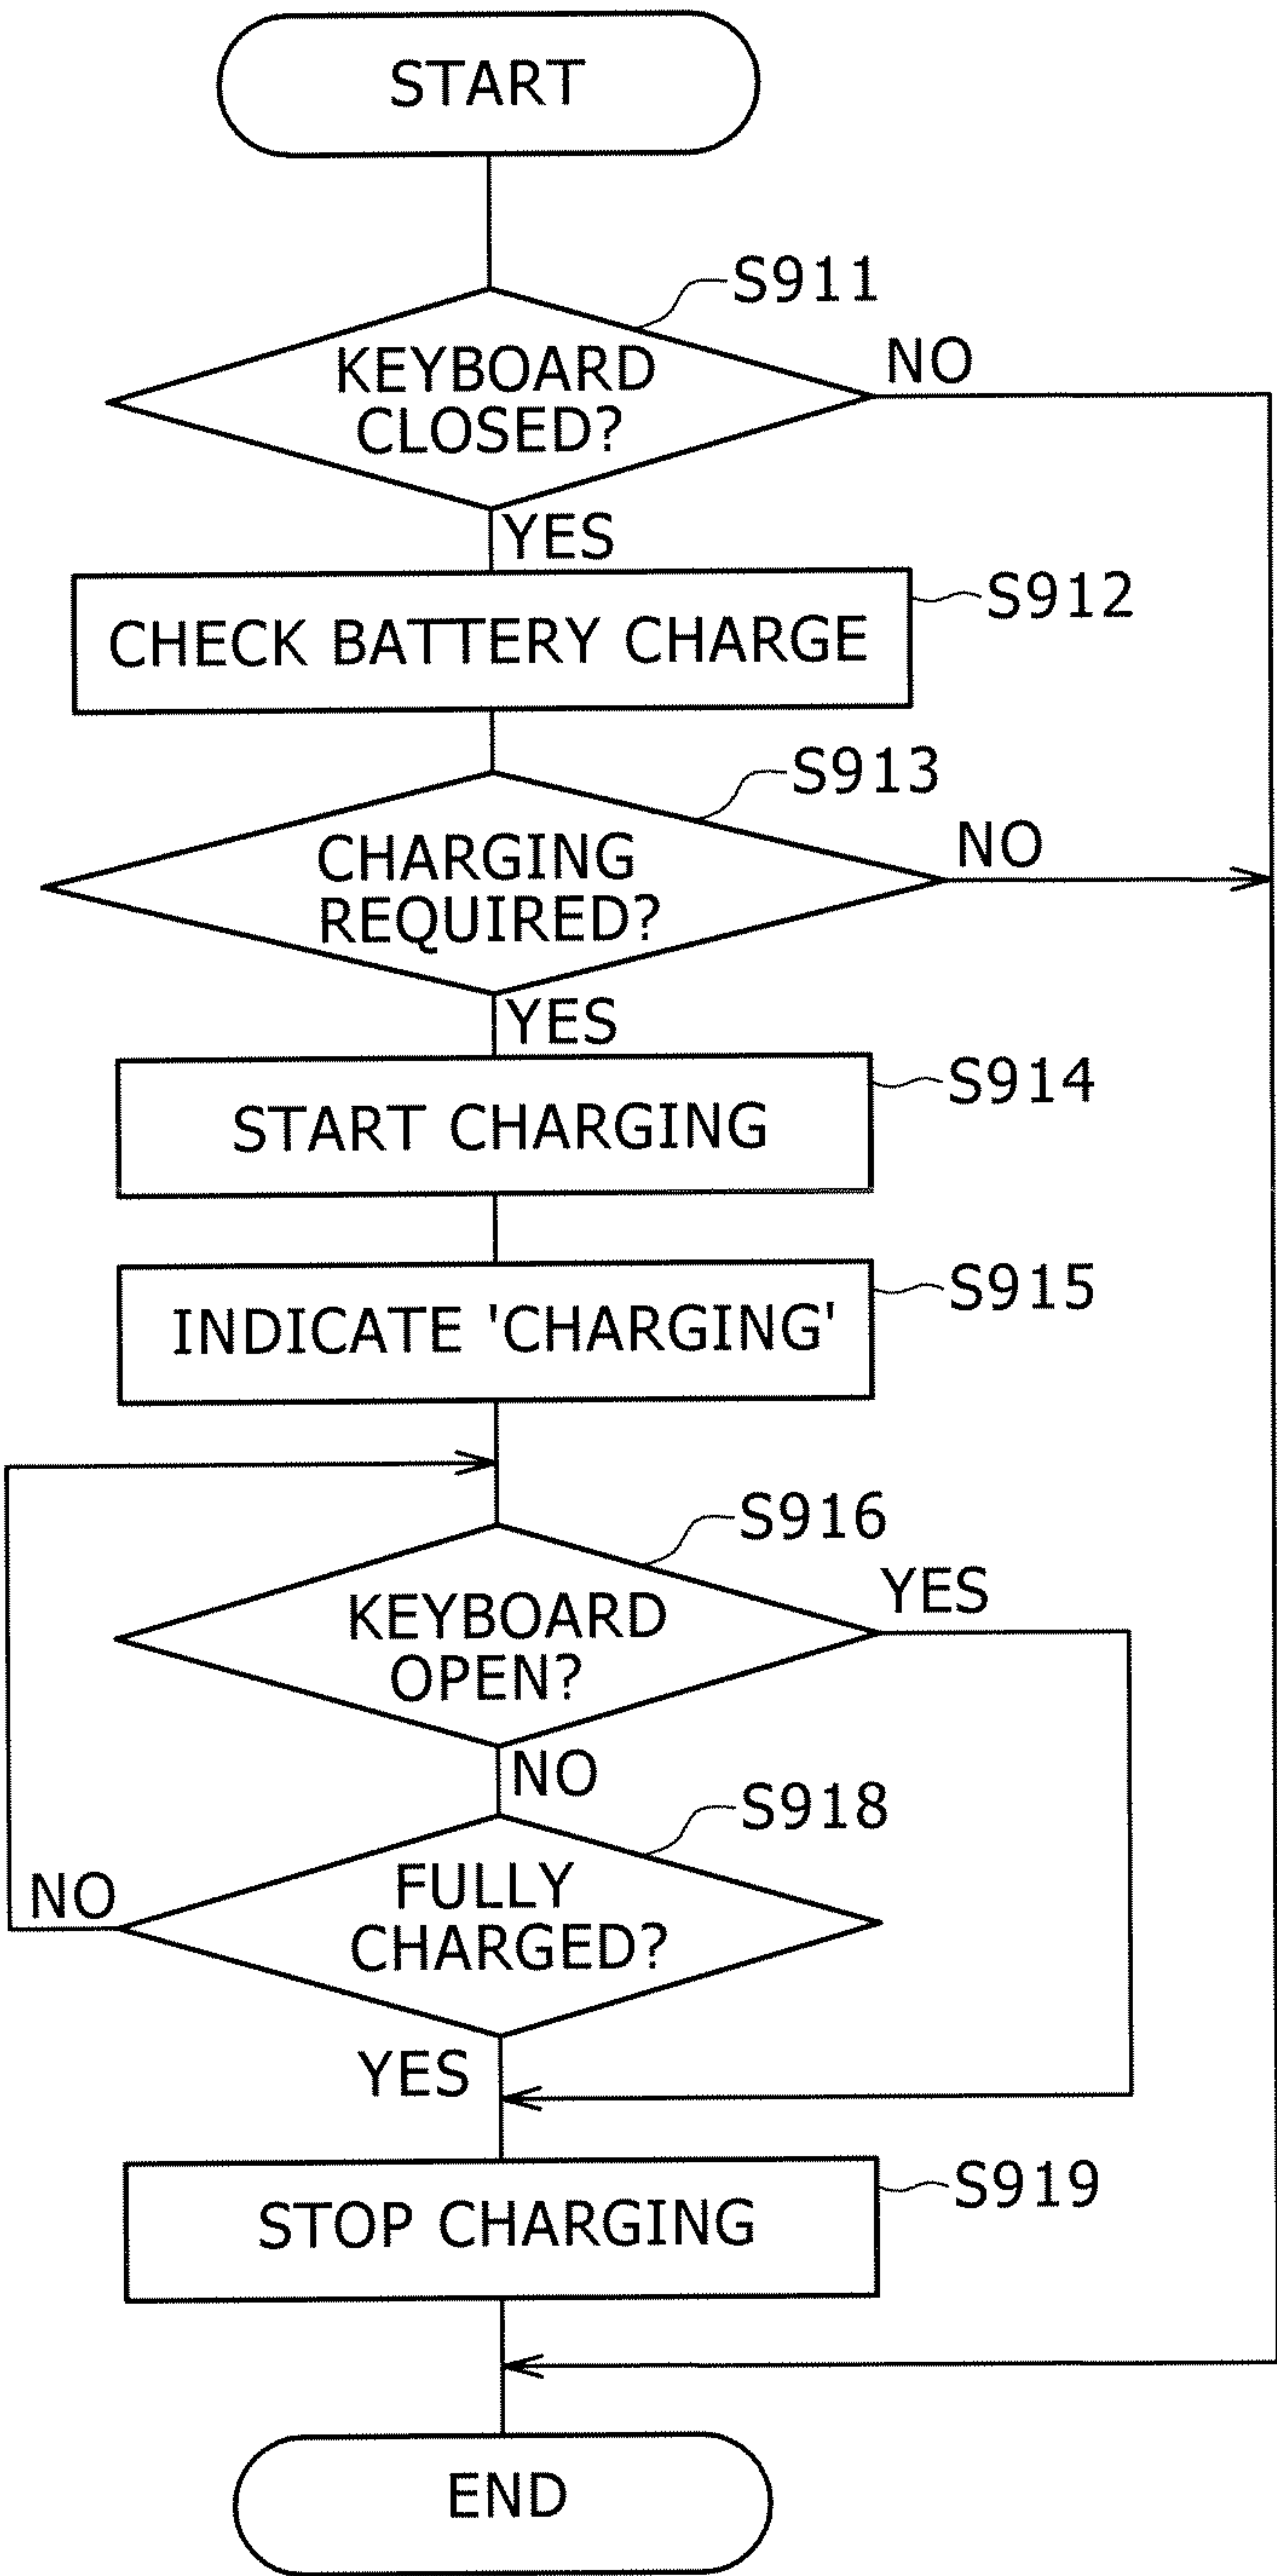 START
S911
KEYBOARD
CLOSED?
NO
YES
CHECK BATTERY CHARGE
S912
S913
CHARGING
REQUIRED?
NO
YES
START CHARGING
S914
INDICATE 'CHARGING'
S915
S916
KEYBOARD
OPEN?
YES
NO
S918
FULLY
CHARGED?
NO
YES
STOP CHARGING
S919
END